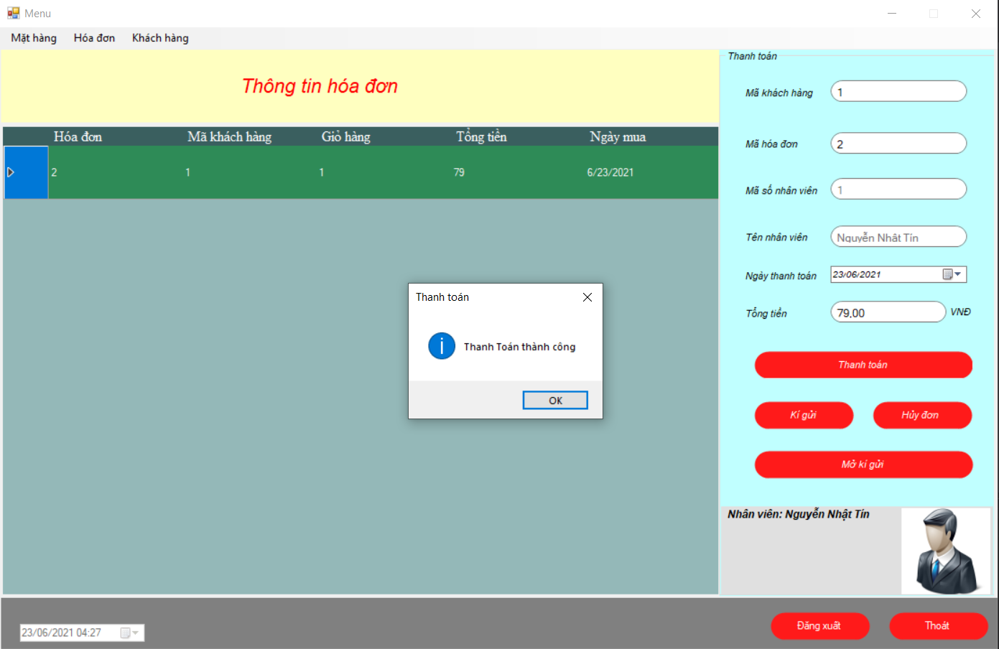 Menu
Mặt hàng Hóa đơn Khách hàng
Thông tin hóa đơn
Hóa đơn Mã khách hàng Giỏ hàng Tổng tiền Ngày mua
2 1 1 79 6/23/2021
Thanh toán
Mã khách hàng 1
Mã hóa đơn 2
Mã số nhân viên 1
Tên nhân viên Nguyễn Nhật Tín
Ngày thanh toán 23/06/2021
Tổng tiền 79,00 VNĐ
Thanh toán
Kí gửi Hủy đơn
Mở kí gửi
Thanh toán
Thanh Toán thành công
OK
Nhân viên: Nguyễn Nhật Tín
23/06/2021 04:27
Đăng xuất Thoát